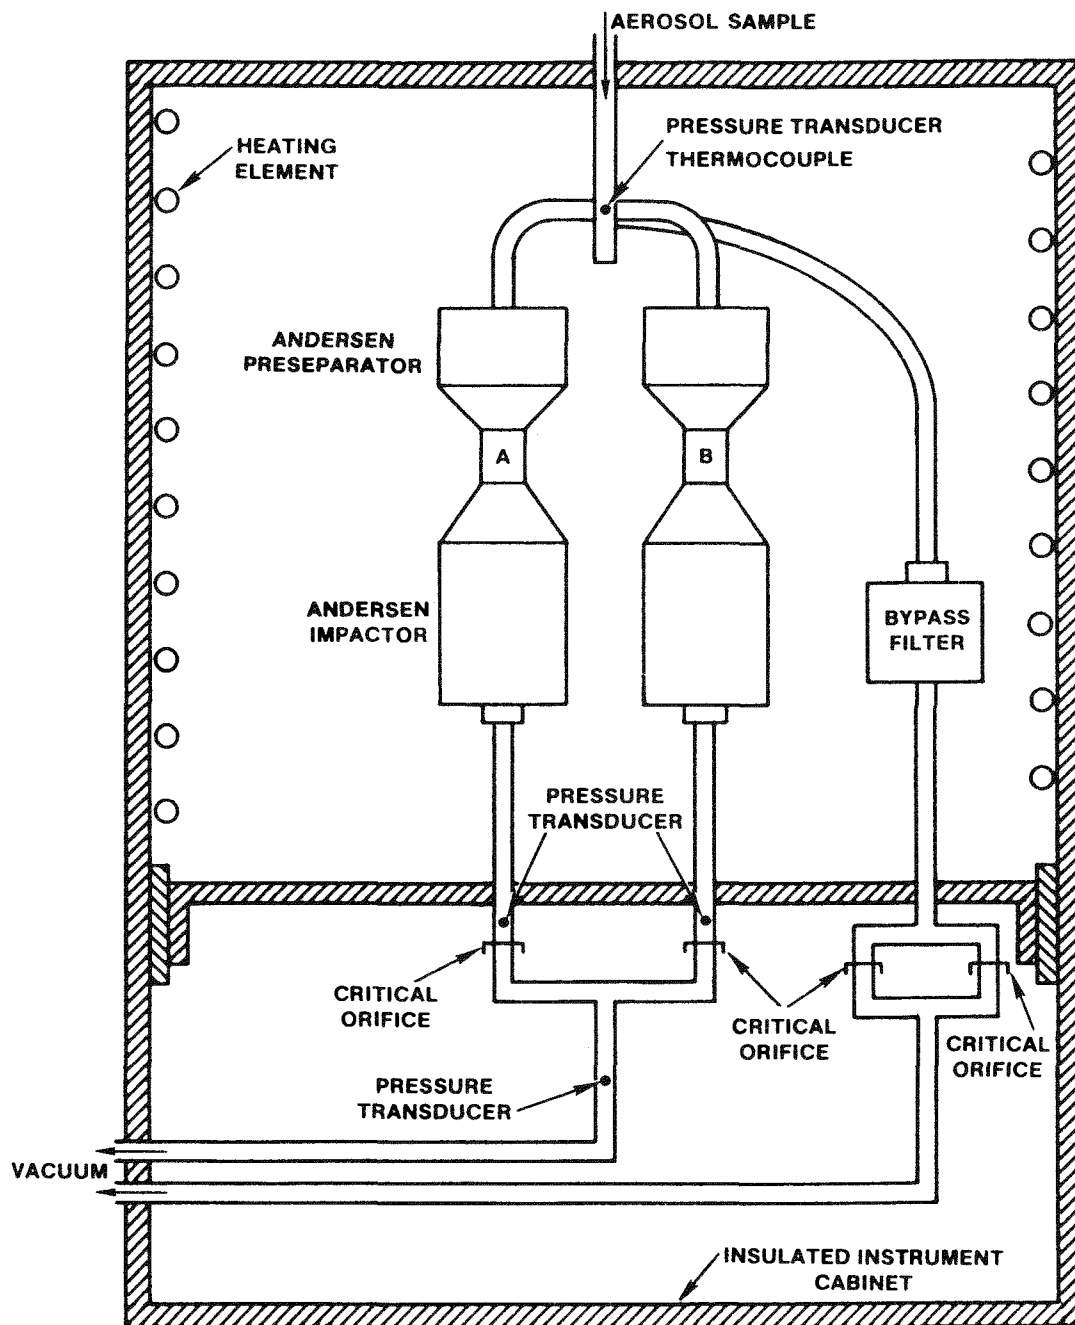 AEROSOL SAMPLE
PRESSURE TRANSDUCER
THERMOCOUPLE
HEATING
ELEMENT
ANDERSEN
PRESEPARATOR
A
B
ANDERSEN
IMPACTOR
BYPASS
FILTER
PRESSURE
TRANSDUCER
CRITICAL
ORIFICE
CRITICAL
ORIFICE
CRITICAL
ORIFICE
PRESSURE
TRANSDUCER
VACUUM
INSULATED INSTRUMENT
CABINET